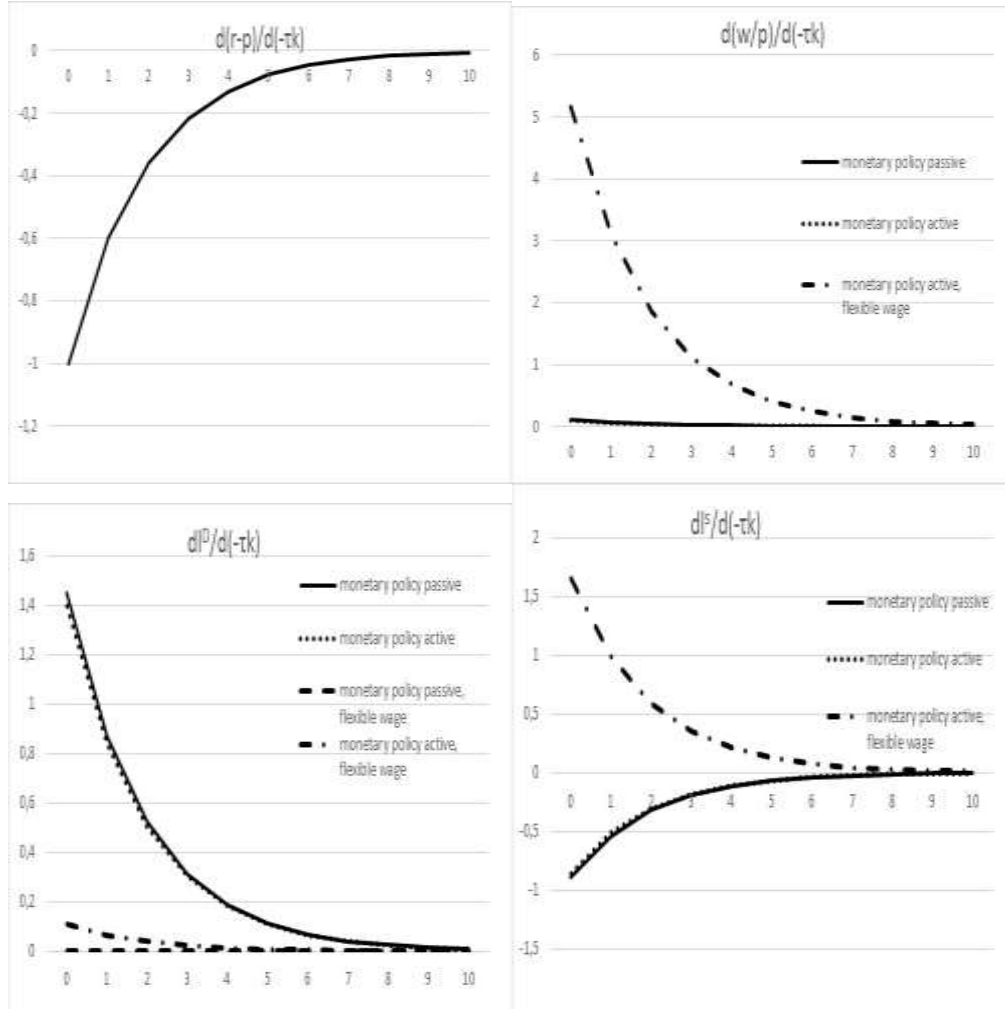 d(r-p)/d(-τk)
0
0 1 2 3 4 5 6 7 8 9 10
-0,2
-0,4
-0,6
-0,8
-1
-1,2
d(w/p)/d(-τk)
6
5
4
3
2
1
0
0 1 2 3 4 5 6 7 8 9 10
monetary policy passive
monetary policy active
monetary policy active,
flexible wage
dlᴰ/d(-τk)
1,6
1,4
1,2
1
0,8
0,6
0,4
0,2
0
0 1 2 3 4 5 6 7 8 9 10
monetary policy passive
monetary policy active
monetary policy passive,
flexible wage
monetary policy active,
flexible wage
dlˢ/d(-τk)
2
1,5
1
0,5
0
0 1 2 3 4 5 6 7 8 9 10
-0,5
-1
-1,5
monetary policy passive
monetary policy active
monetary policy active,
flexible wage